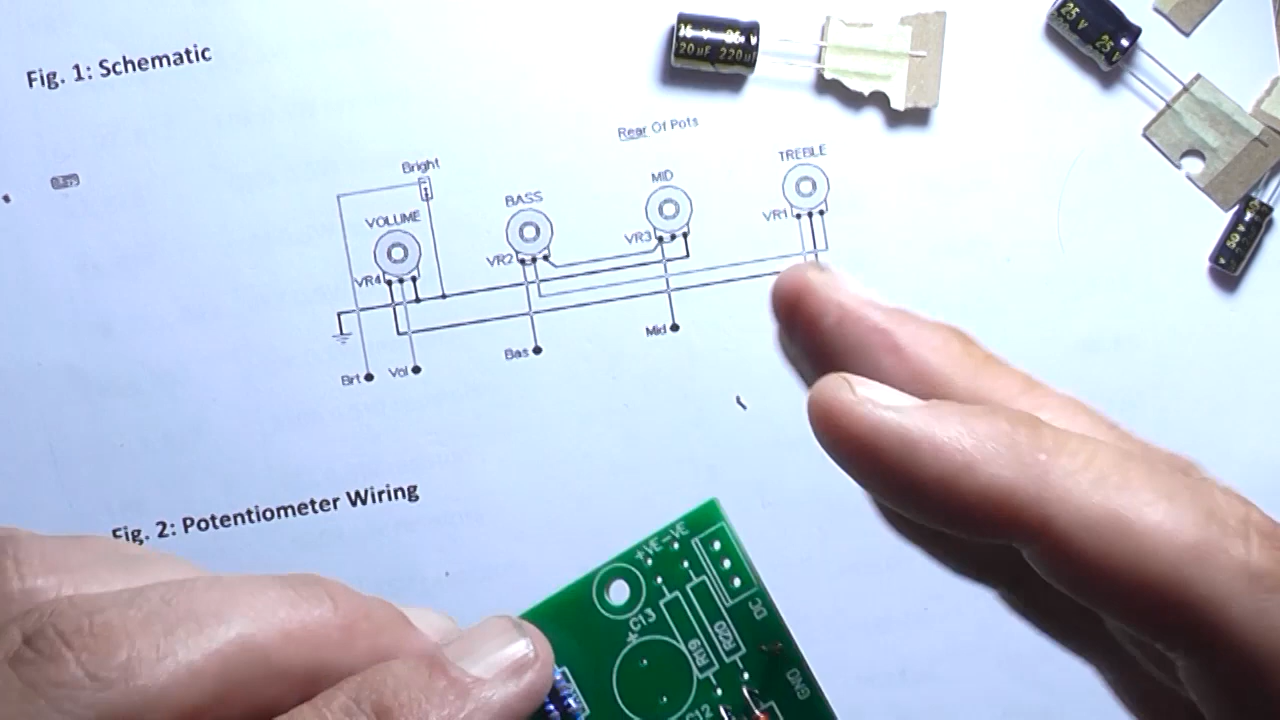 Fig. 1: Schematic
25 V
25 V
20uF 220uF
Rear Of Pots
Bright
TREBLE
MID
BASS
VOLUME
VR1
VR3
VR2
VR4
50 V
Mid
Bas
Brt
Vol
Fig. 2: Potentiometer Wiring
+VE -VE
DC
C13
+
R20
R19
GND
C12